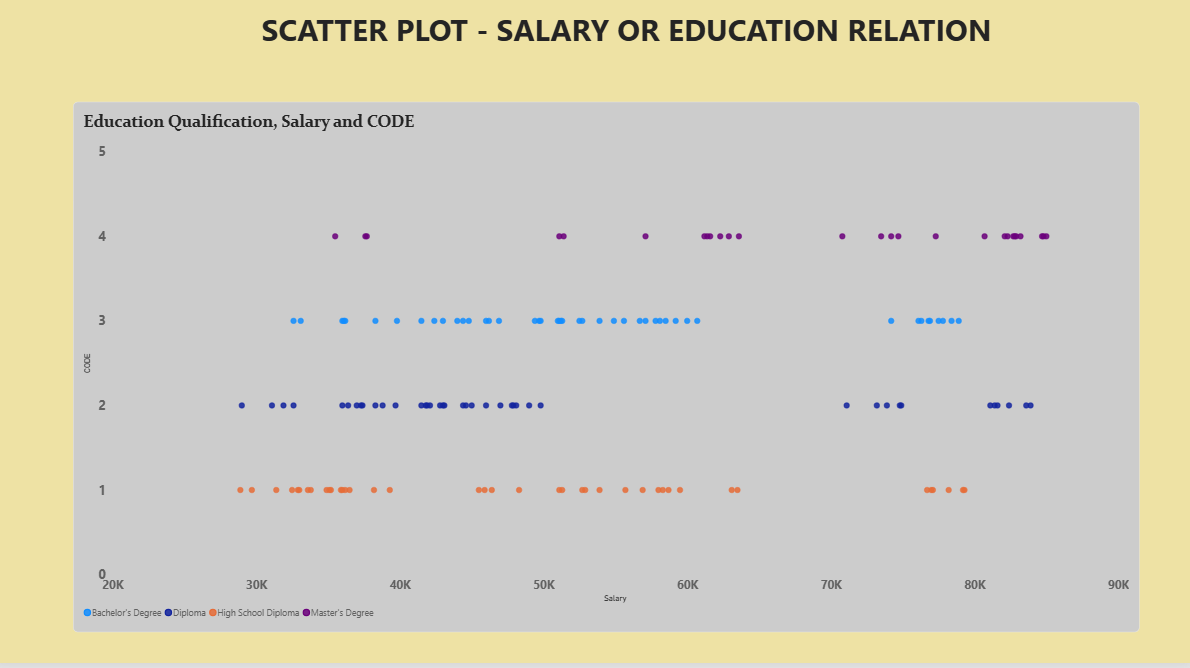 SCATTER PLOT - SALARY OR EDUCATION RELATION
Education Qualification, Salary and CODE
5
4
3
2
1
0
CODE
20K 30K 40K 50K 60K 70K 80K 90K
Salary
Bachelor's Degree Diploma High School Diploma Master's Degree